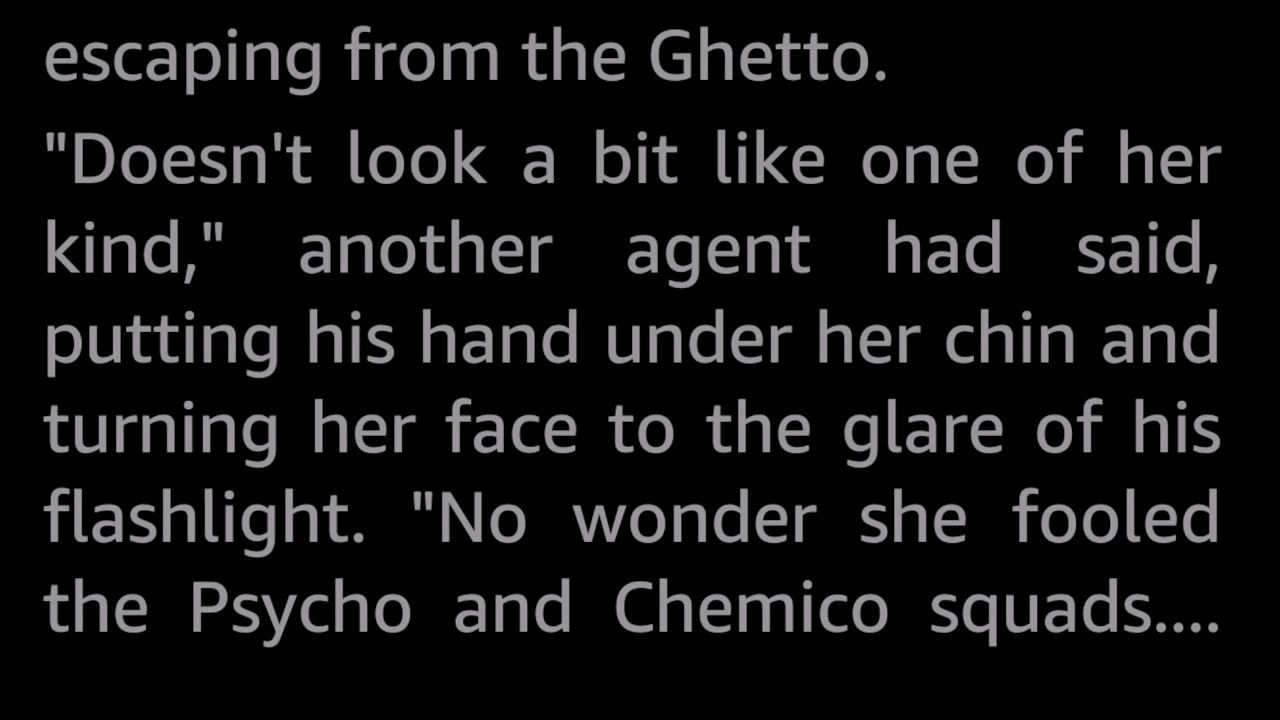 escaping from the Ghetto.
"Doesn't look a bit like one of her
kind," another agent had said,
putting his hand under her chin and
turning her face to the glare of his
flashlight. "No wonder she fooled
the Psycho and Chemico squads....